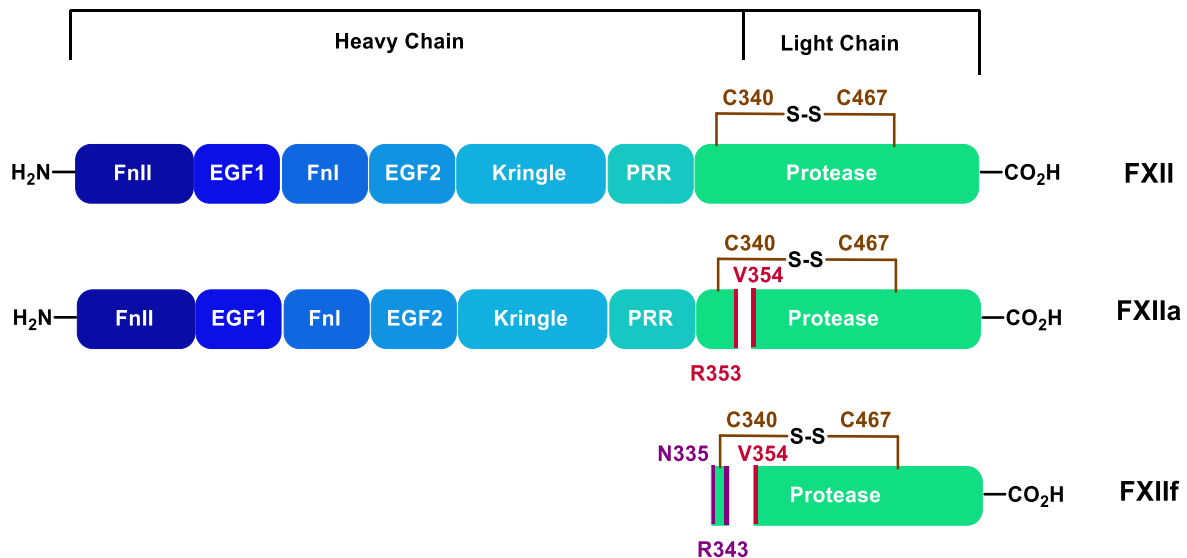 Heavy Chain
Light Chain
C340
S-S
C467
H₂N
FnII
EGF1
FnI
EGF2
Kringle
PRR
Protease
CO₂H
FXII
C340
S-S
C467
V354
H₂N
FnII
EGF1
FnI
EGF2
Kringle
PRR
Protease
CO₂H
FXIIa
R353
C340
S-S
C467
N335
V354
Protease
CO₂H
FXIIf
R343